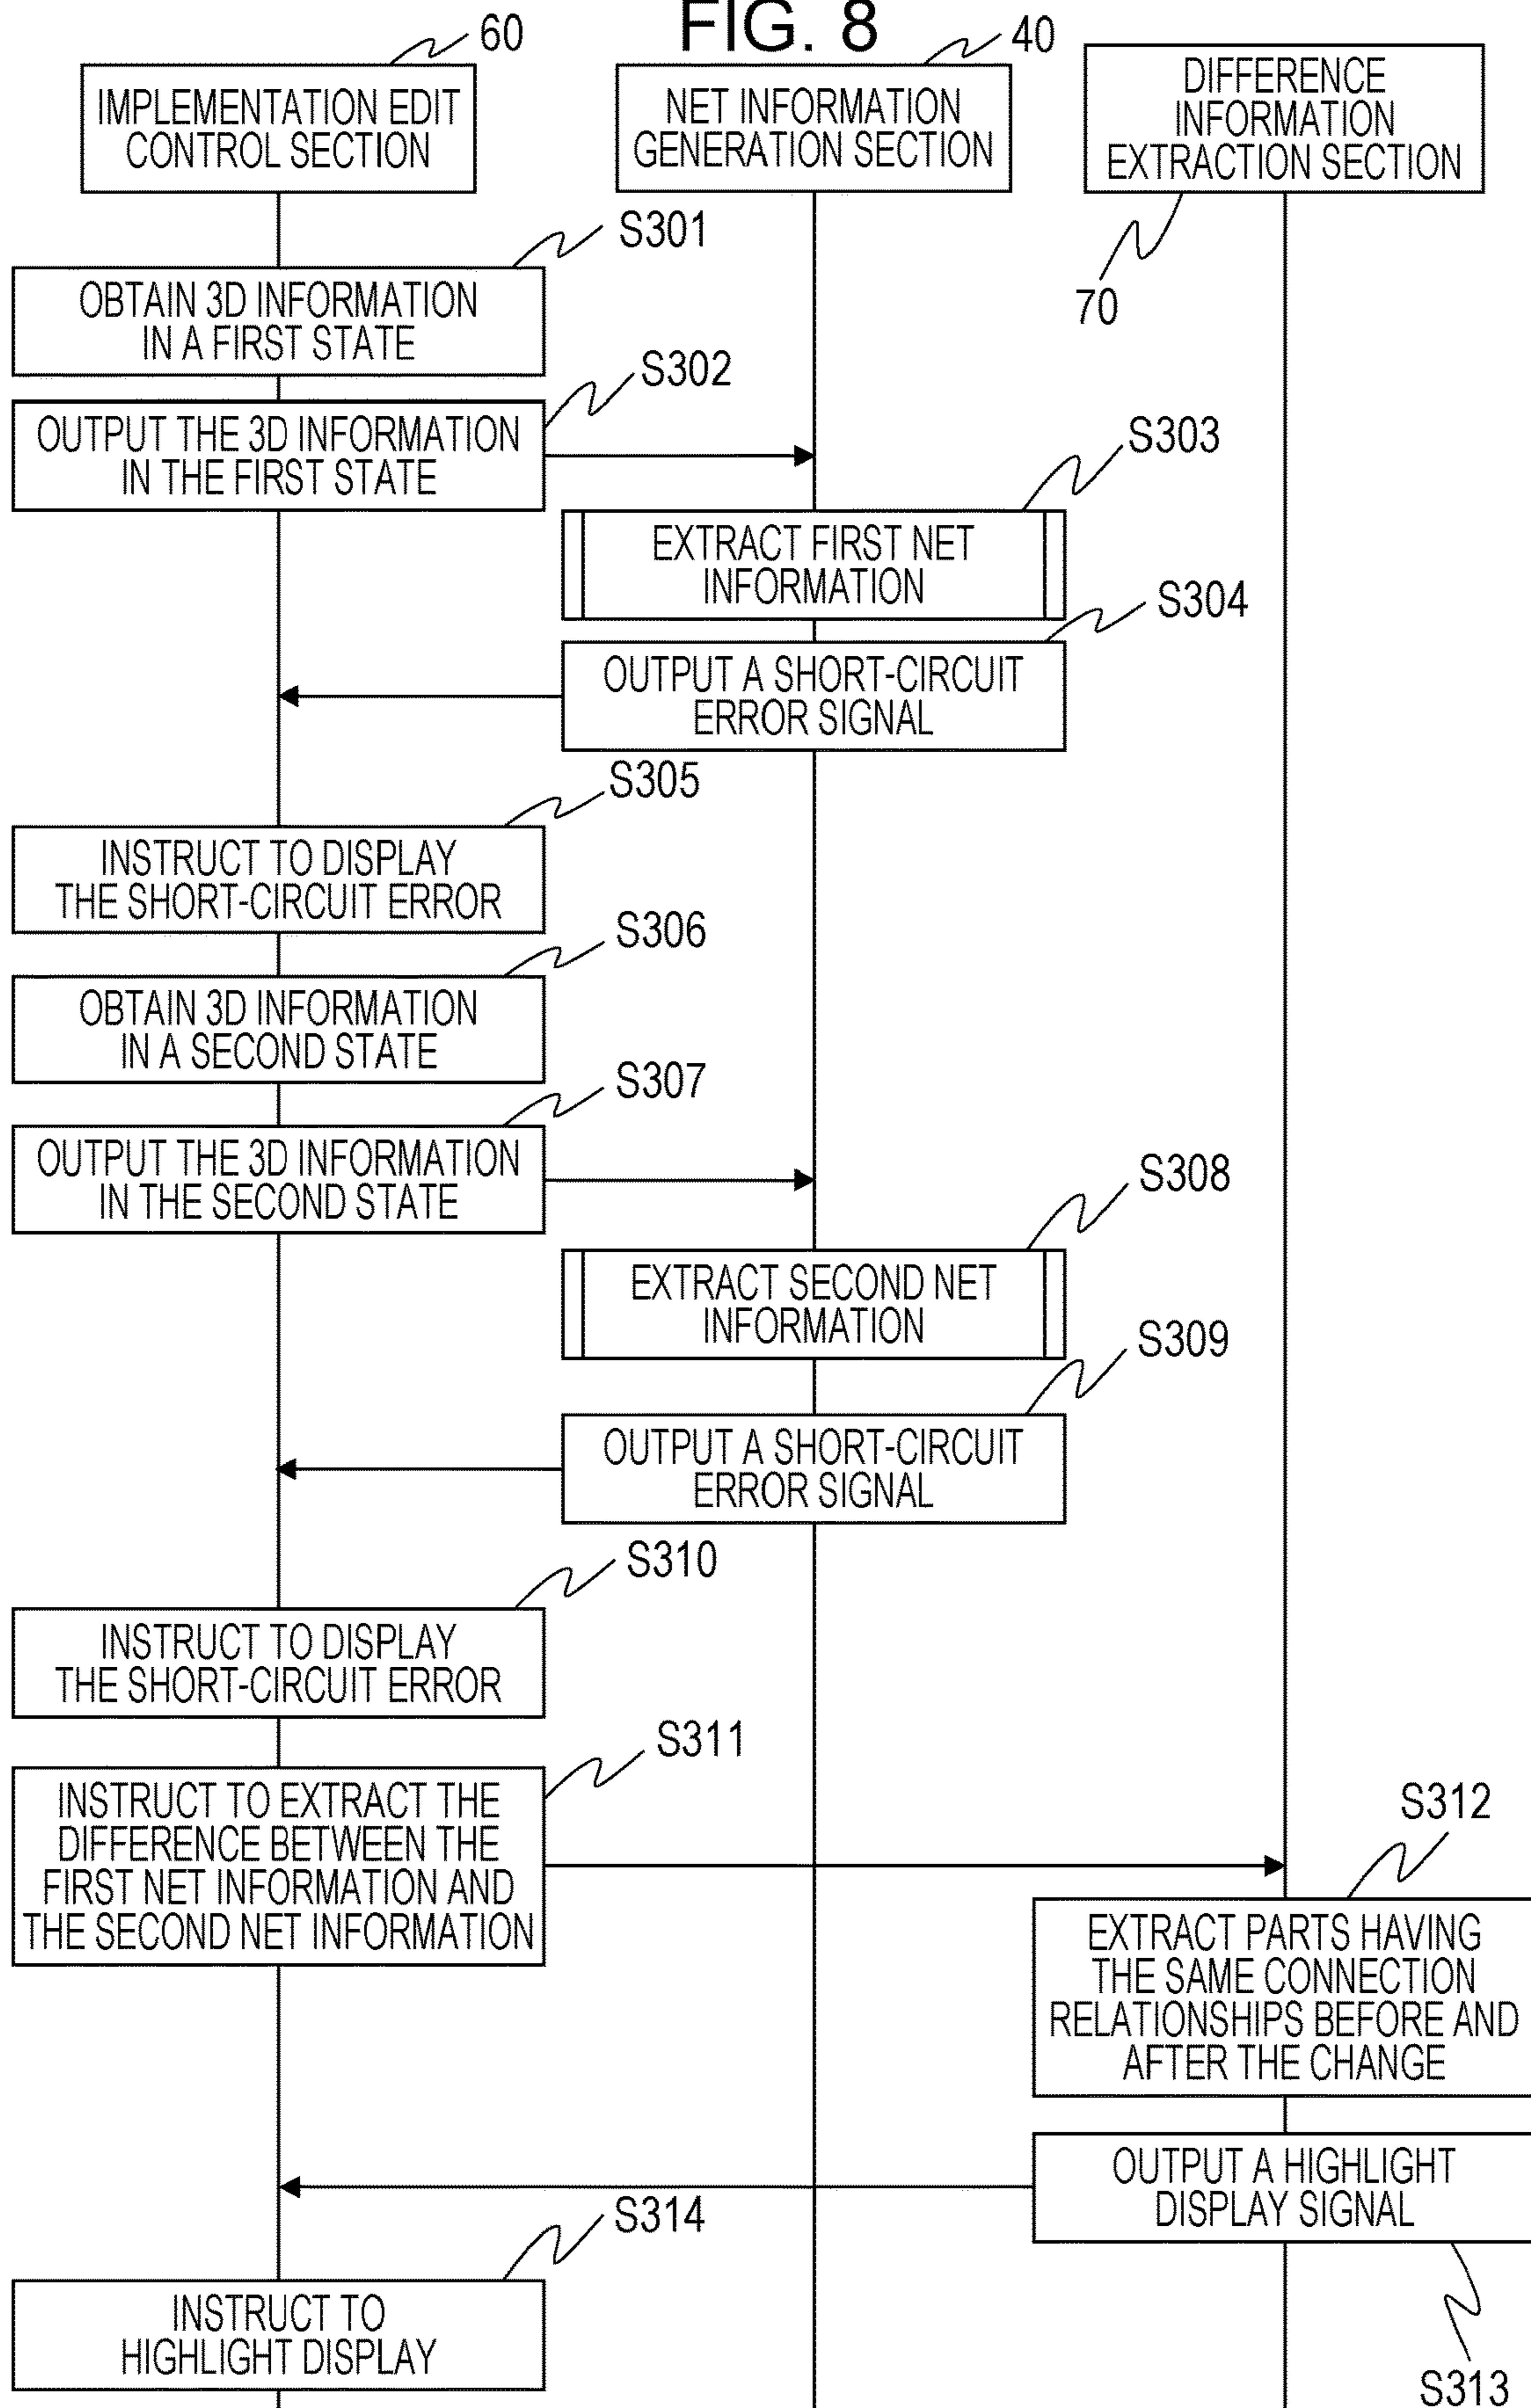 FIG. 8
60
40
IMPLEMENTATION EDIT
CONTROL SECTION
NET INFORMATION
GENERATION SECTION
DIFFERENCE
INFORMATION
EXTRACTION SECTION
70
S301
OBTAIN 3D INFORMATION
IN A FIRST STATE
S302
OUTPUT THE 3D INFORMATION
IN THE FIRST STATE
S303
EXTRACT FIRST NET
INFORMATION
S304
OUTPUT A SHORT-CIRCUIT
ERROR SIGNAL
S305
INSTRUCT TO DISPLAY
THE SHORT-CIRCUIT ERROR
S306
OBTAIN 3D INFORMATION
IN A SECOND STATE
S307
OUTPUT THE 3D INFORMATION
IN THE SECOND STATE
S308
EXTRACT SECOND NET
INFORMATION
S309
OUTPUT A SHORT-CIRCUIT
ERROR SIGNAL
S310
INSTRUCT TO DISPLAY
THE SHORT-CIRCUIT ERROR
S311
INSTRUCT TO EXTRACT THE
DIFFERENCE BETWEEN THE
FIRST NET INFORMATION AND
THE SECOND NET INFORMATION
S312
EXTRACT PARTS HAVING
THE SAME CONNECTION
RELATIONSHIPS BEFORE AND
AFTER THE CHANGE
OUTPUT A HIGHLIGHT
DISPLAY SIGNAL
S313
S314
INSTRUCT TO
HIGHLIGHT DISPLAY